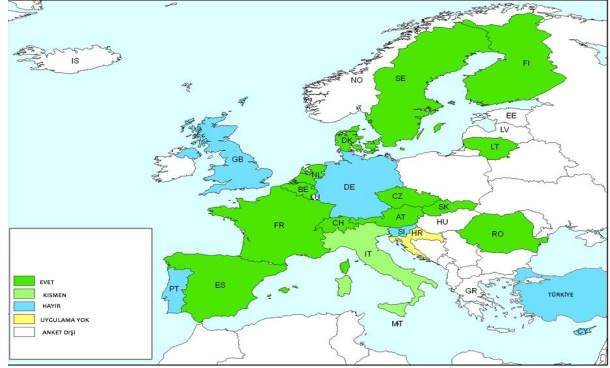 IS
NO
SE
FI
EE
LV
LT
DK
GB
NL
BE
LU
DE
CZ
SK
FR
CH
AT
HU
SI
HR
RO
IT
PT
ES
GR
TÜRKİYE
MT
CY
EVET
KISMEN
HAYIR
UYGULAMA YOK
ANKET DIŞI